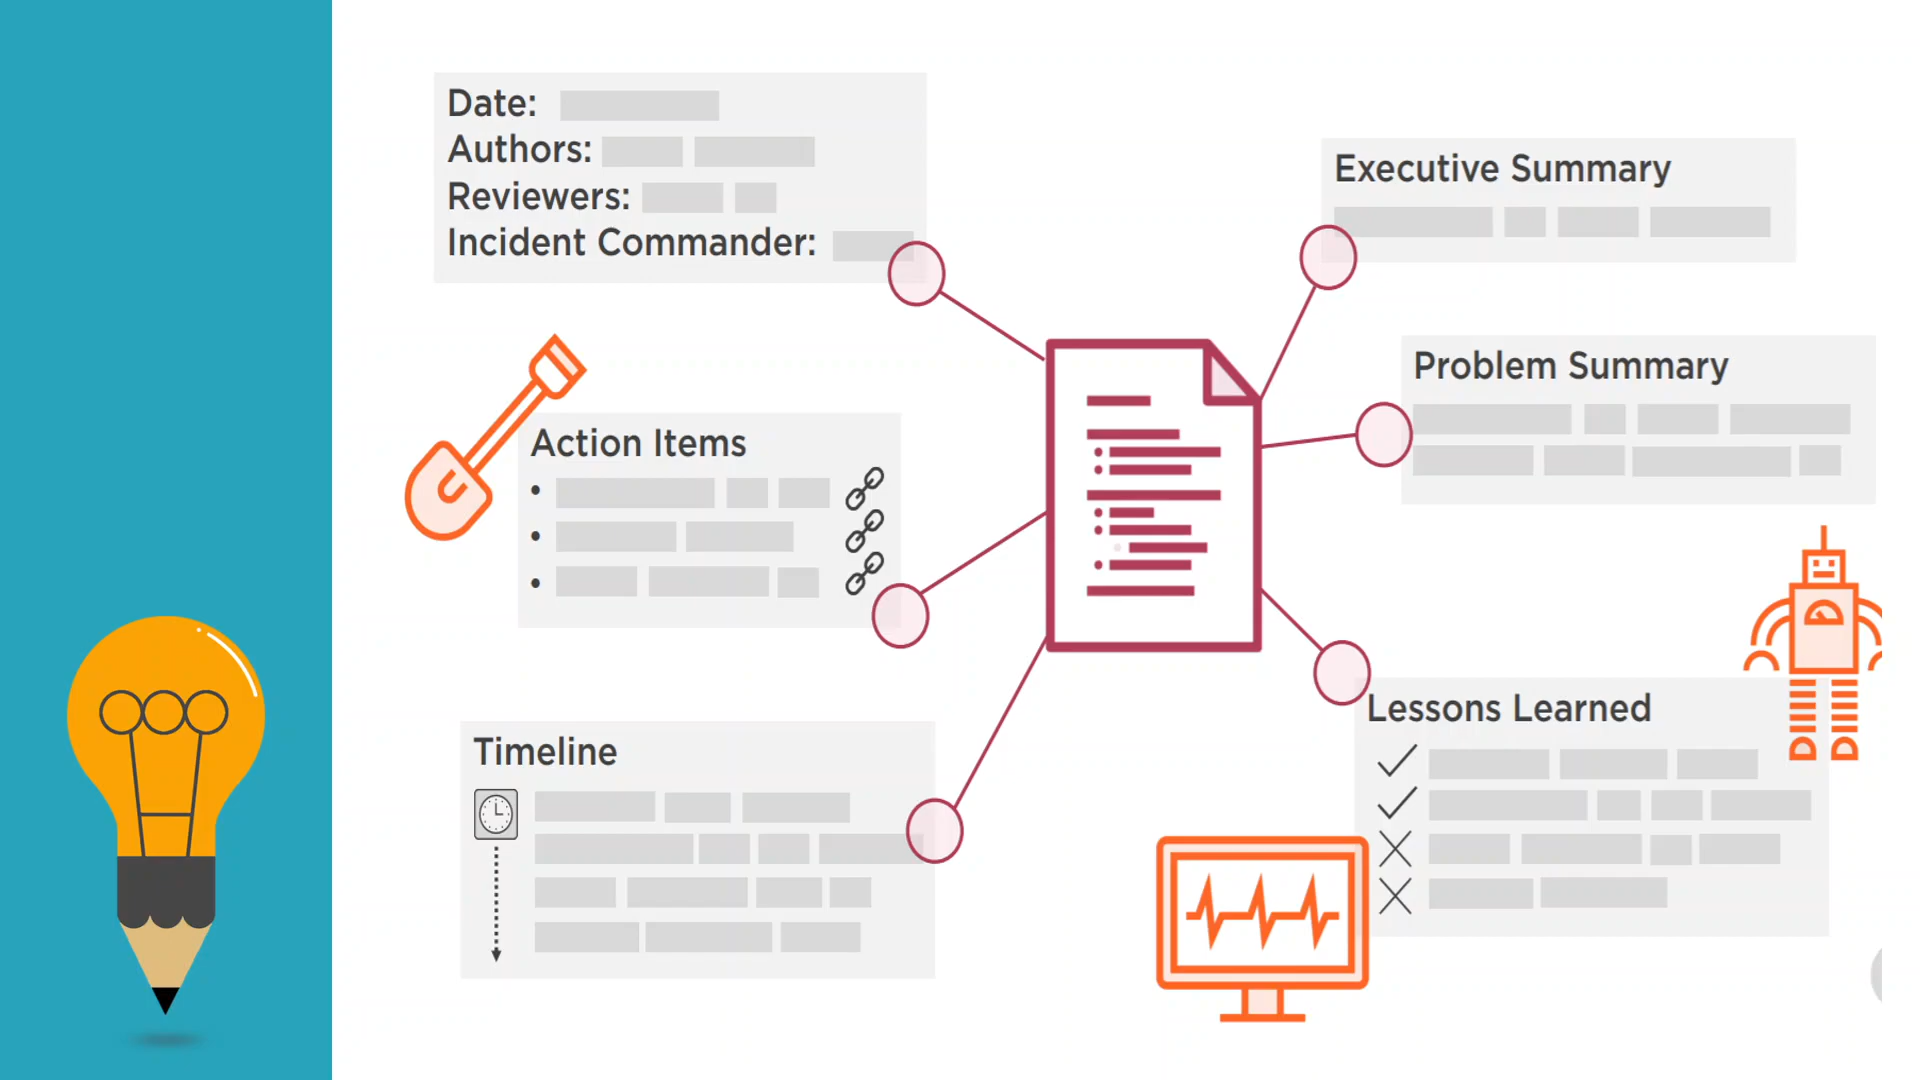 Date:
Authors:
Reviewers:
Incident Commander:
Executive Summary
Problem Summary
Action Items
Lessons Learned
Timeline